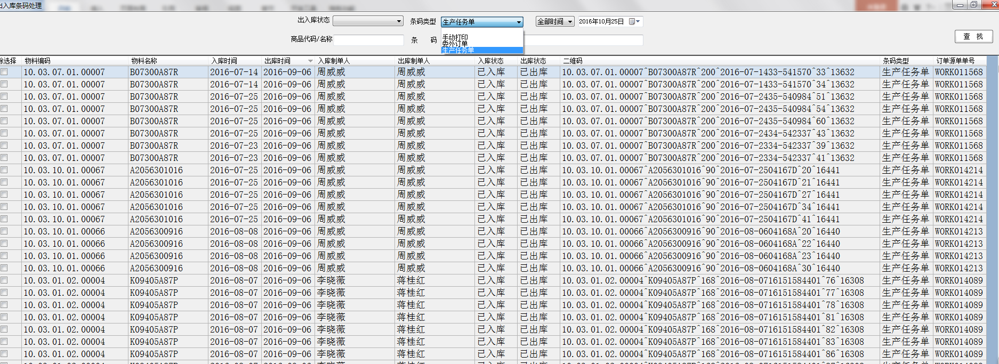 出入库条码处理
出入库状态 条码类型 生产任务单 全部时间 2016年10月25日
商品代码/名称 条 码 手动打印
委外订单
生产任务单
查 找
选择 物料编码 物料名称 入库时间 出库时间 入库制单人 出库制单人 入库状态 出库状态 二维码 条码类型 订单源单单号
10.03.07.01.00007 B07300A87R 2016-07-14 2016-09-06 周威威 周威威 已入库 已出库 10.03.07.01.00007^B07300A87R^200^2016-07-1433-541570^33^13632 生产任务单 WORK011568
10.03.07.01.00007 B07300A87R 2016-07-14 2016-09-06 周威威 周威威 已入库 已出库 10.03.07.01.00007^B07300A87R^200^2016-07-1433-541570^34^13632 生产任务单 WORK011568
10.03.07.01.00007 B07300A87R 2016-07-25 2016-09-06 周威威 周威威 已入库 已出库 10.03.07.01.00007^B07300A87R^200^2016-07-2435-540984^51^13632 生产任务单 WORK011568
10.03.07.01.00007 B07300A87R 2016-07-25 2016-09-06 周威威 周威威 已入库 已出库 10.03.07.01.00007^B07300A87R^200^2016-07-2435-540984^54^13632 生产任务单 WORK011568
10.03.07.01.00007 B07300A87R 2016-07-25 2016-09-06 周威威 周威威 已入库 已出库 10.03.07.01.00007^B07300A87R^200^2016-07-2435-540984^60^13632 生产任务单 WORK011568
10.03.07.01.00007 B07300A87R 2016-07-25 2016-09-06 周威威 周威威 已入库 已出库 10.03.07.01.00007^B07300A87R^200^2016-07-2434-542337^43^13632 生产任务单 WORK011568
10.03.07.01.00007 B07300A87R 2016-07-23 2016-09-06 周威威 周威威 已入库 已出库 10.03.07.01.00007^B07300A87R^200^2016-07-2334-542337^39^13632 生产任务单 WORK011568
10.03.07.01.00007 B07300A87R 2016-07-23 2016-09-06 周威威 周威威 已入库 已出库 10.03.07.01.00007^B07300A87R^200^2016-07-2334-542337^41^13632 生产任务单 WORK011568
10.03.10.01.00067 A2056301016 2016-07-25 2016-09-06 周威威 周威威 已入库 已出库 10.03.10.01.00067^A2056301016^90^2016-07-2504167D^20^16441 生产任务单 WORK014214
10.03.10.01.00067 A2056301016 2016-07-25 2016-09-06 周威威 周威威 已入库 已出库 10.03.10.01.00067^A2056301016^90^2016-07-2504167D^21^16441 生产任务单 WORK014214
10.03.10.01.00067 A2056301016 2016-07-25 2016-09-06 周威威 周威威 已入库 已出库 10.03.10.01.00067^A2056301016^90^2016-07-2504167D^27^16441 生产任务单 WORK014214
10.03.10.01.00067 A2056301016 2016-07-25 2016-09-06 周威威 周威威 已入库 已出库 10.03.10.01.00067^A2056301016^90^2016-07-2504167D^34^16441 生产任务单 WORK014214
10.03.10.01.00067 A2056301016 2016-07-25 2016-09-06 周威威 周威威 已入库 已出库 10.03.10.01.00067^A2056301016^90^2016-07-2504167D^41^16441 生产任务单 WORK014214
10.03.10.01.00066 A2056300916 2016-08-08 2016-09-06 周威威 周威威 已入库 已出库 10.03.10.01.00066^A2056300916^90^2016-08-0604168A^20^16440 生产任务单 WORK014213
10.03.10.01.00066 A2056300916 2016-08-08 2016-09-06 周威威 周威威 已入库 已出库 10.03.10.01.00066^A2056300916^90^2016-08-0604168A^22^16440 生产任务单 WORK014213
10.03.10.01.00066 A2056300916 2016-08-08 2016-09-06 周威威 周威威 已入库 已出库 10.03.10.01.00066^A2056300916^90^2016-08-0604168A^23^16440 生产任务单 WORK014213
10.03.10.01.00066 A2056300916 2016-08-08 2016-09-06 周威威 周威威 已入库 已出库 10.03.10.01.00066^A2056300916^90^2016-08-0604168A^30^16440 生产任务单 WORK014213
10.03.01.02.00004 K09405A87P 2016-08-07 2016-09-06 李晓薇 蒋桂红 已入库 已出库 10.03.01.02.00004^K09405A87P^168^2016-08-0716151584401^76^16308 生产任务单 WORK014089
10.03.01.02.00004 K09405A87P 2016-08-07 2016-09-06 李晓薇 蒋桂红 已入库 已出库 10.03.01.02.00004^K09405A87P^168^2016-08-0716151584401^77^16308 生产任务单 WORK014089
10.03.01.02.00004 K09405A87P 2016-08-07 2016-09-06 李晓薇 蒋桂红 已入库 已出库 10.03.01.02.00004^K09405A87P^168^2016-08-0716151584401^78^16308 生产任务单 WORK014089
10.03.01.02.00004 K09405A87P 2016-08-07 2016-09-06 李晓薇 蒋桂红 已入库 已出库 10.03.01.02.00004^K09405A87P^168^2016-08-0716151584401^81^16308 生产任务单 WORK014089
10.03.01.02.00004 K09405A87P 2016-08-07 2016-09-06 李晓薇 蒋桂红 已入库 已出库 10.03.01.02.00004^K09405A87P^168^2016-08-0716151584401^82^16308 生产任务单 WORK014089
10.03.01.02.00004 K09405A87P 2016-08-07 2016-09-06 李晓薇 蒋桂红 已入库 已出库 10.03.01.02.00004^K09405A87P^168^2016-08-0716151584401^83^16308 生产任务单 WORK014089
10.03.01.02.00004 K09405A87P 2016-08-07 2016-09-06 李晓薇 蒋桂红 已入库 已出库 10.03.01.02.00004^K09405A87P^168^2016-08-0716151584401^86^16308 生产任务单 WORK014089